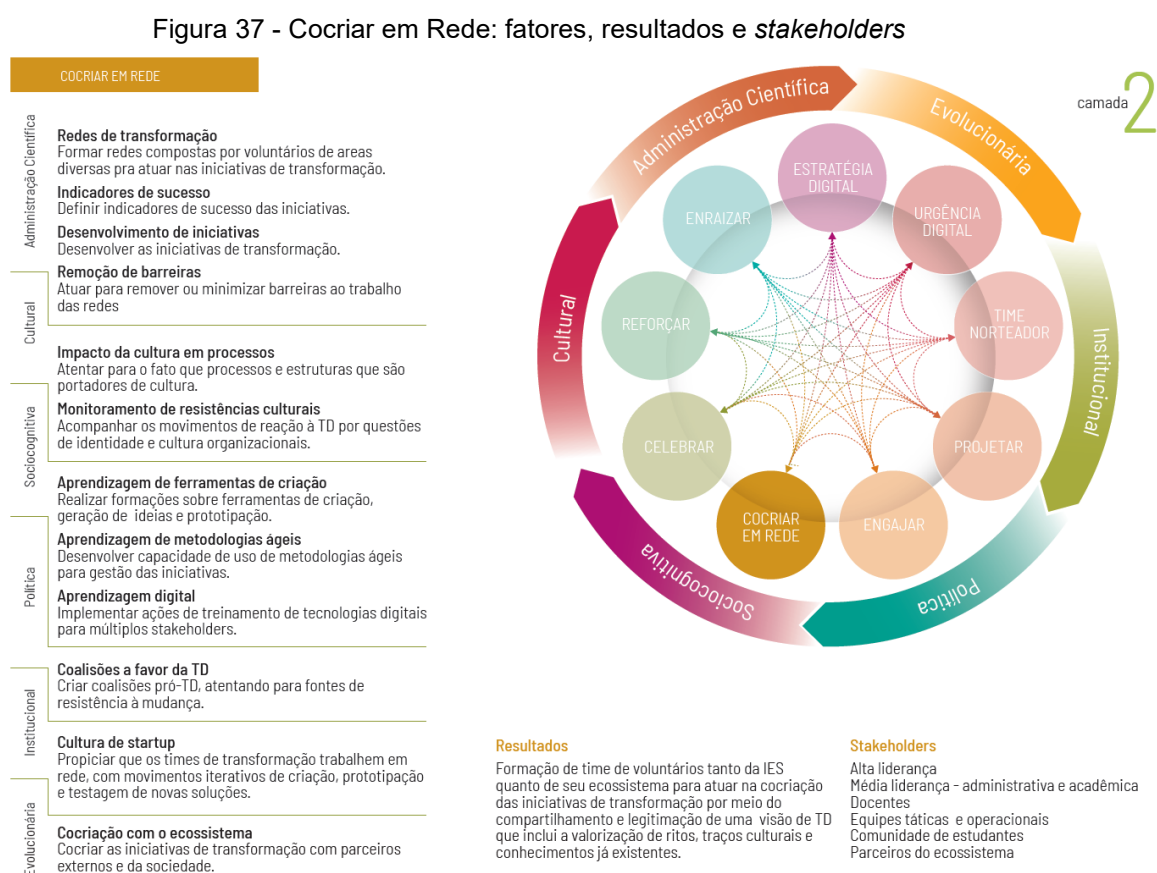 Figura 37 - Cocriar em Rede: fatores, resultados e stakeholders
COCRIAR EM REDE
camada 2
Administração Científica
Redes de transformação
Formar redes compostas por voluntários de areas
diversas pra atuar nas iniciativas de transformação.
Indicadores de sucesso
Definir indicadores de sucesso das iniciativas.
Desenvolvimento de iniciativas
Desenvolver as iniciativas de transformação.
Remoção de barreiras
Atuar para remover ou minimizar barreiras ao trabalho
das redes
Cultural
Impacto da cultura em processos
Atentar para o fato que processos e estruturas que são
portadores de cultura.
Monitoramento de resistências culturais
Acompanhar os movimentos de reação à TD por questões
de identidade e cultura organizacionais.
Sociocognitiva
Aprendizagem de ferramentas de criação
Realizar formações sobre ferramentas de criação,
geração de ideias e prototipação.
Aprendizagem de metodologias ágeis
Desenvolver capacidade de uso de metodologias ágeis
para gestão das iniciativas.
Aprendizagem digital
Implementar ações de treinamento de tecnologias digitais
para múltiplos stakeholders.
Política
Coalisões a favor da TD
Criar coalisões pró-TD, atentando para fontes de
resistência à mudança.
Institucional
Cultura de startup
Propiciar que os times de transformação trabalhem em
rede, com movimentos iterativos de criação, prototipação
e testagem de novas soluções.
Evolucionária
Cocriação com o ecossistema
Cocriar as iniciativas de transformação com parceiros
externos e da sociedade.
Administração Científica
Evolucionária
Institucional
Política
Sociocognitiva
Cultural
ESTRATÉGIA
DIGITAL
URGÊNCIA
DIGITAL
TIME
NORTEADOR
PROJETAR
ENGAJAR
COCRIAR
EM REDE
CELEBRAR
REFORÇAR
ENRAIZAR
Resultados
Formação de time de voluntários tanto da IES
quanto de seu ecossistema para atuar na cocriação
das iniciativas de transformação por meio do
compartilhamento e legitimação de uma visão de TD
que inclui a valorização de ritos, traços culturais e
conhecimentos já existentes.
Stakeholders
Alta liderança
Média liderança - administrativa e acadêmica
Docentes
Equipes táticas e operacionais
Comunidade de estudantes
Parceiros do ecossistema